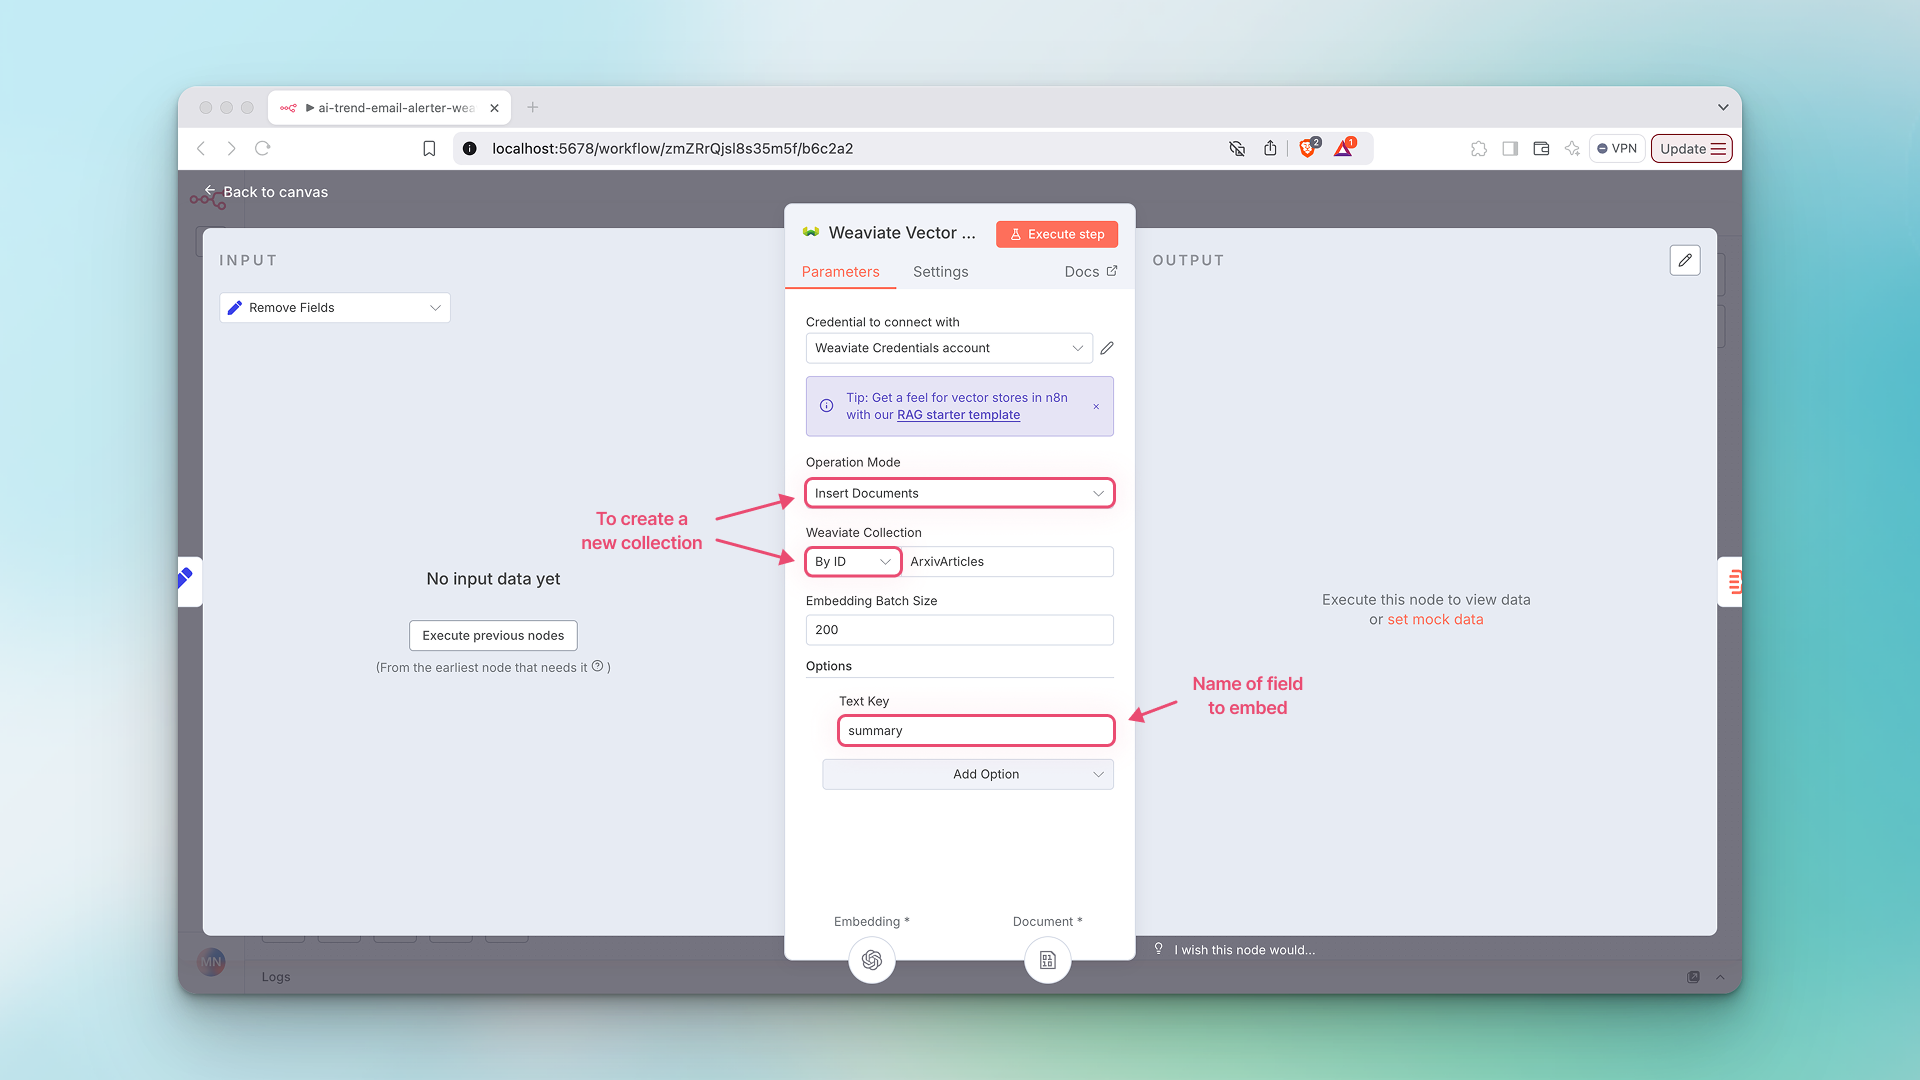 ai-trend-email-alerter-wea
localhost:5678/workflow/zmZRrQjsl8s35m5f/b6c2a2
2
1
VPN
Update
Back to canvas
Weaviate Vector ...
Execute step
Parameters
Settings
Docs
INPUT
Remove Fields
No input data yet
Execute previous nodes
(From the earliest node that needs it ? )
Credential to connect with
Weaviate Credentials account
Tip: Get a feel for vector stores in n8n
with our RAG starter template
Operation Mode
Insert Documents
To create a
new collection
Weaviate Collection
By ID
ArxivArticles
Embedding Batch Size
200
Options
Text Key
summary
Name of field
to embed
Add Option
Embedding *
Document *
OUTPUT
Execute this node to view data
or set mock data
I wish this node would...
MN
Logs